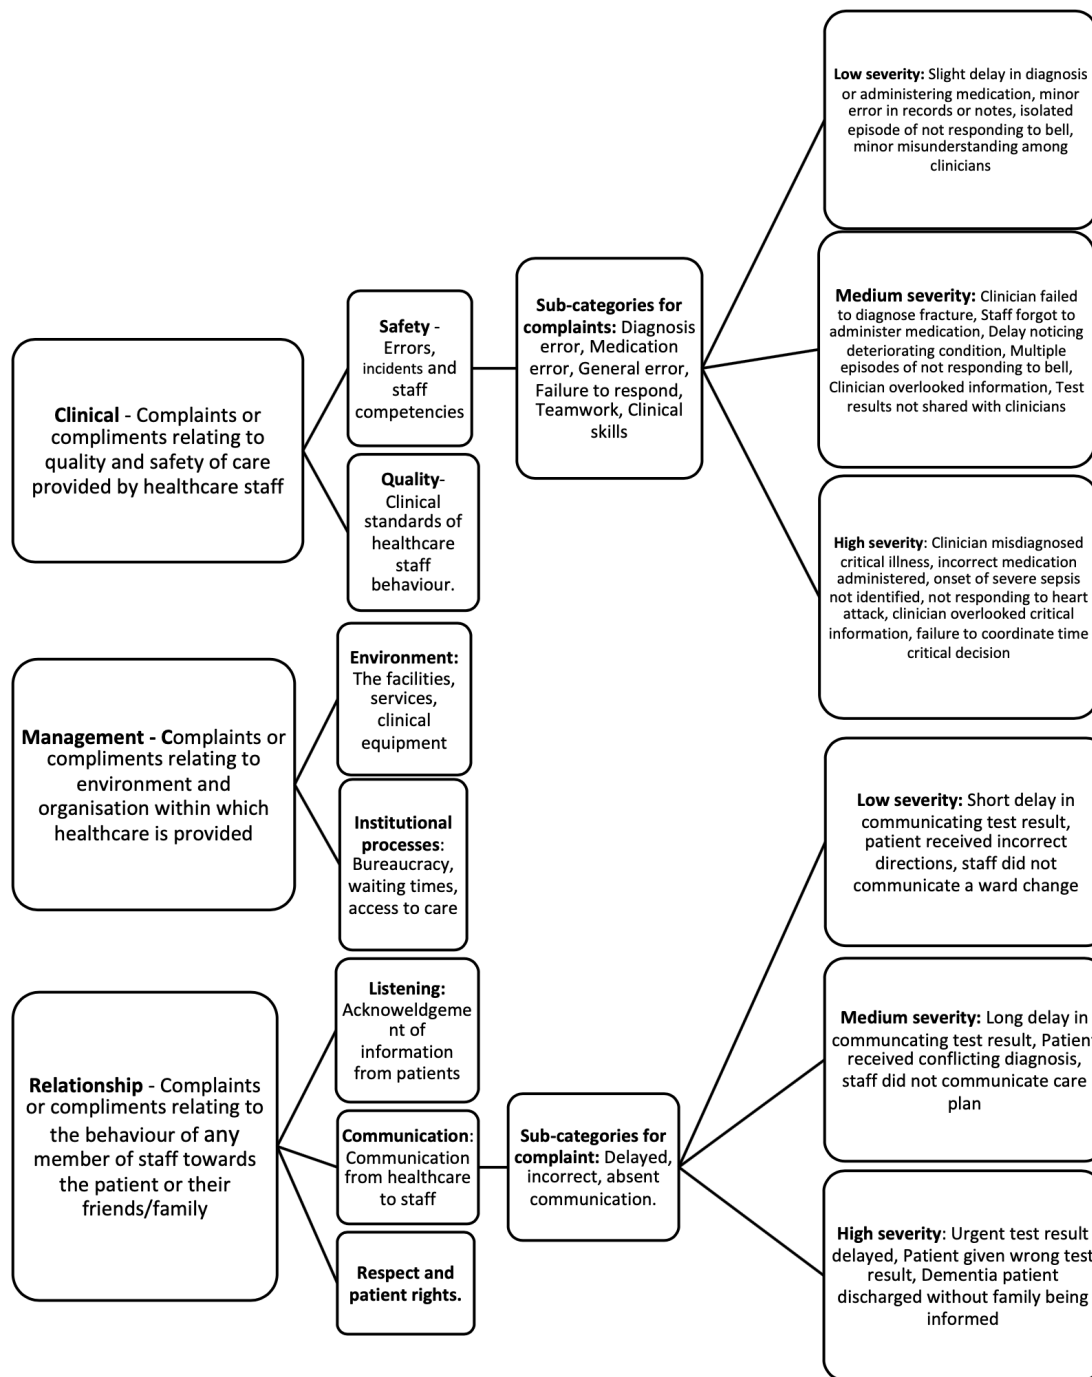 Clinical - Complaints or
compliments relating to
quality and safety of care
provided by healthcare staff
Safety -
Errors,
incidents and
staff
competencies
Quality-
Clinical
standards of
healthcare
staff
behaviour.
Sub-categories for
complaints: Diagnosis
error, Medication
error, General error,
Failure to respond,
Teamwork, Clinical
skills
Low severity: Slight delay in diagnosis
or administering medication, minor
error in records or notes, isolated
episode of not responding to bell,
minor misunderstanding among
clinicians
Medium severity: Clinician failed
to diagnose fracture, Staff forgot to
administer medication, Delay noticing
deteriorating condition, Multiple
episodes of not responding to bell,
Clinician overlooked information, Test
results not shared with clinicians
High severity: Clinician misdiagnosed
critical illness, incorrect medication
administered, onset of severe sepsis
not identified, not responding to heart
attack, clinician overlooked critical
information, failure to coordinate time
critical decision
Management - Complaints or
compliments relating to
environment and
organisation within which
healthcare is provided
Environment:
The facilities,
services,
clinical
equipment
Institutional
processes:
Bureaucracy,
waiting times,
access to care
Relationship - Complaints
or compliments relating to
the behaviour of any
member of staff towards
the patient or their
friends/family
Listening:
Acknoweldgeme
nt of
information
from patients
Communication:
Communication
from healthcare
to staff
Respect and
patient rights.
Sub-categories for
complaint: Delayed,
incorrect, absent
communication.
Low severity: Short delay in
communicating test result,
patient received incorrect
directions, staff did not
communicate a ward change
Medium severity: Long delay in
communcating test result, Patient
received conflicting diagnosis,
staff did not communicate care
plan
High severity: Urgent test result
delayed, Patient given wrong test
result, Dementia patient
discharged without family being
informed